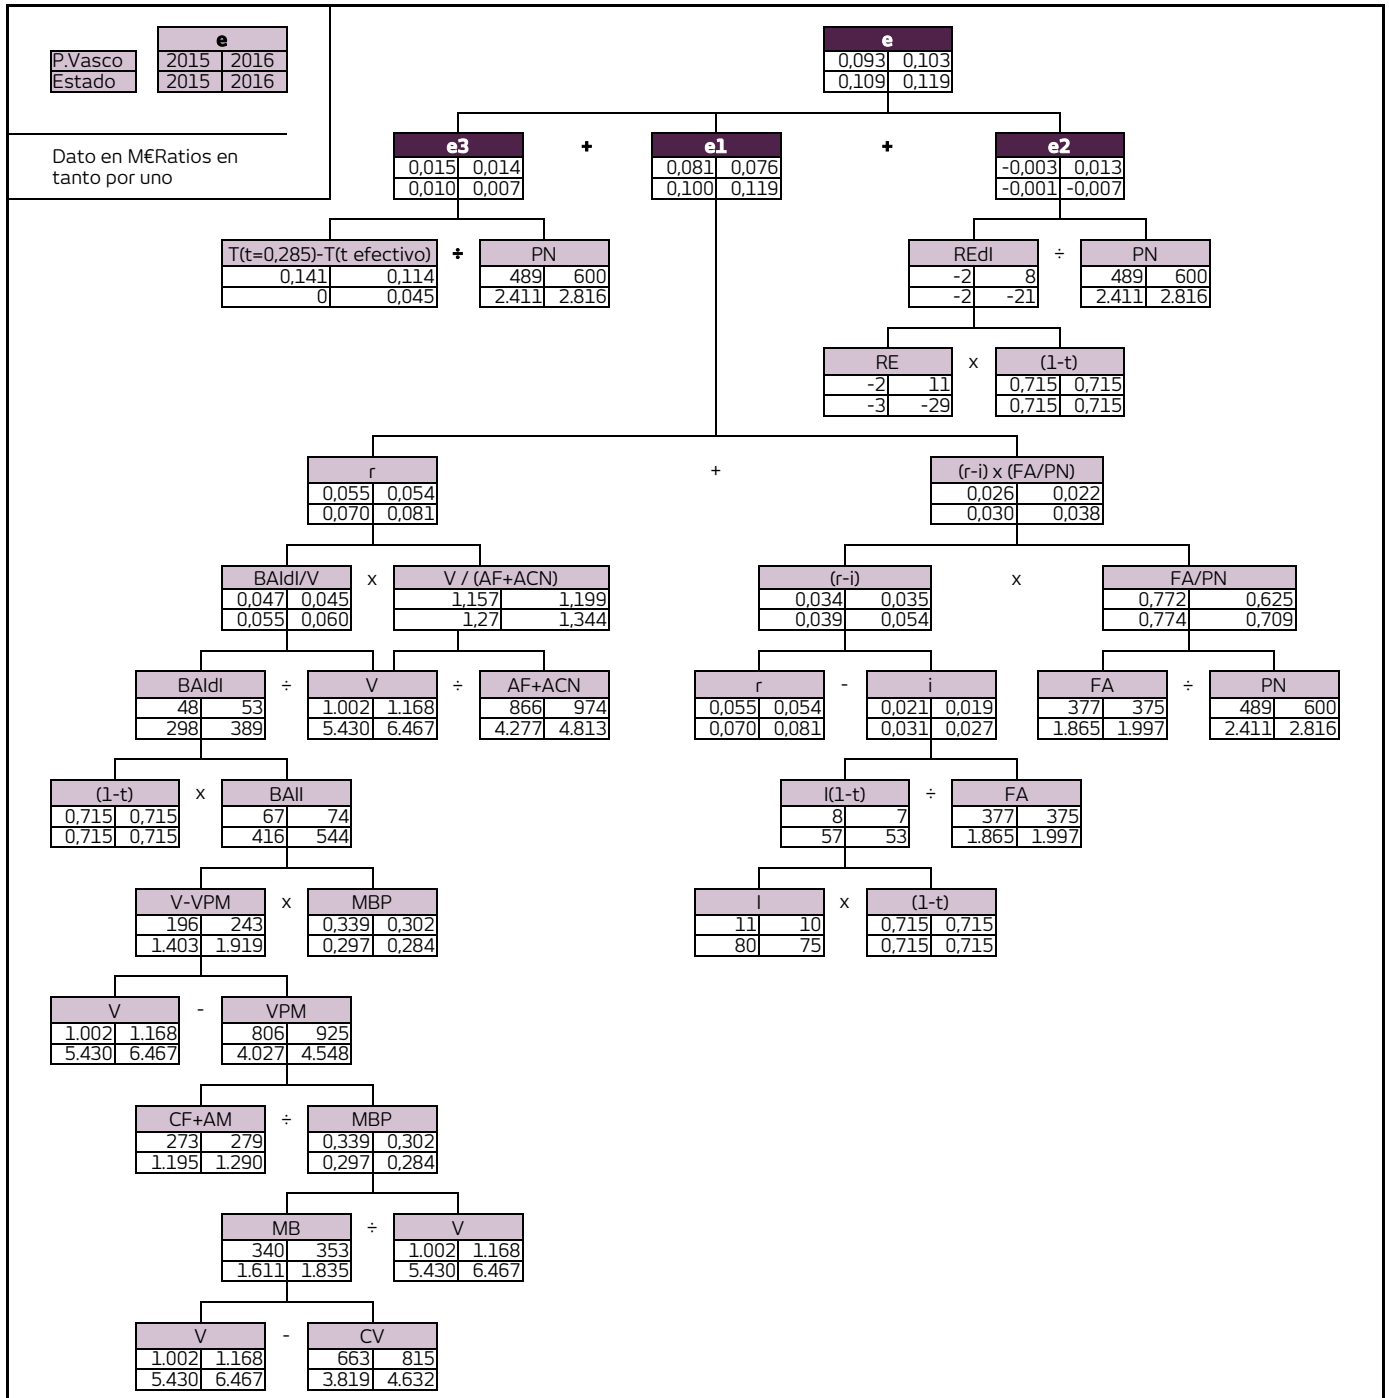 e
P.Vasco 2015 2016
Estado 2015 2016
Dato en M€Ratios en
tanto por uno
e
0,093 0,103
0,109 0,119
e3 + e1 + e2
0,015 0,014 0,081 0,076 -0,003 0,013
0,010 0,007 0,100 0,119 -0,001 -0,007
T(t=0,285)-T(t efectivo) ÷ PN REdI ÷ PN
0,141 0,114 489 600 -2 8 489 600
0 0,045 2.411 2.816 -2 -21 2.411 2.816
RE x (1-t)
-2 11 0,715 0,715
-3 -29 0,715 0,715
r + (r-i) x (FA/PN)
0,055 0,054 0,026 0,022
0,070 0,081 0,030 0,038
BAIdI/V x V / (AF+ACN) (r-i) x FA/PN
0,047 0,045 1,157 1,199 0,034 0,035 0,772 0,625
0,055 0,060 1,27 1,344 0,039 0,054 0,774 0,709
BAIdI ÷ V ÷ AF+ACN r - i FA ÷ PN
48 53 1.002 1.168 866 974 0,055 0,054 0,021 0,019 377 375 489 600
298 389 5.430 6.467 4.277 4.813 0,070 0,081 0,031 0,027 1.865 1.997 2.411 2.816
(1-t) x BAII I(1-t) ÷ FA
0,715 0,715 67 74 8 7 377 375
0,715 0,715 416 544 57 53 1.865 1.997
V-VPM x MBP I x (1-t)
196 243 0,339 0,302 11 10 0,715 0,715
1.403 1.919 0,297 0,284 80 75 0,715 0,715
V - VPM
1.002 1.168 806 925
5.430 6.467 4.027 4.548
CF+AM ÷ MBP
273 279 0,339 0,302
1.195 1.290 0,297 0,284
MB ÷ V
340 353 1.002 1.168
1.611 1.835 5.430 6.467
V - CV
1.002 1.168 663 815
5.430 6.467 3.819 4.632